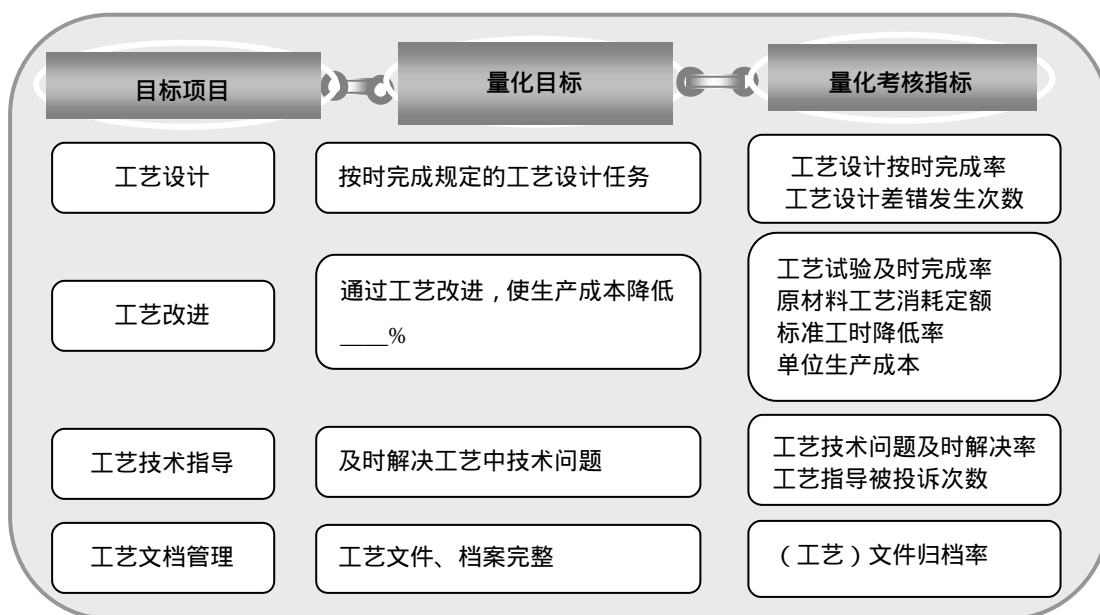 目标项目
量化目标
量化考核指标
工艺设计
按时完成规定的工艺设计任务
工艺设计按时完成率
工艺设计差错发生次数
工艺改进
通过工艺改进，使生产成本降低
____%
工艺试验及时完成率
原材料工艺消耗定额
标准工时降低率
单位生产成本
工艺技术指导
及时解决工艺中技术问题
工艺技术问题及时解决率
工艺指导被投诉次数
工艺文档管理
工艺文件、档案完整
（工艺）文件归档率